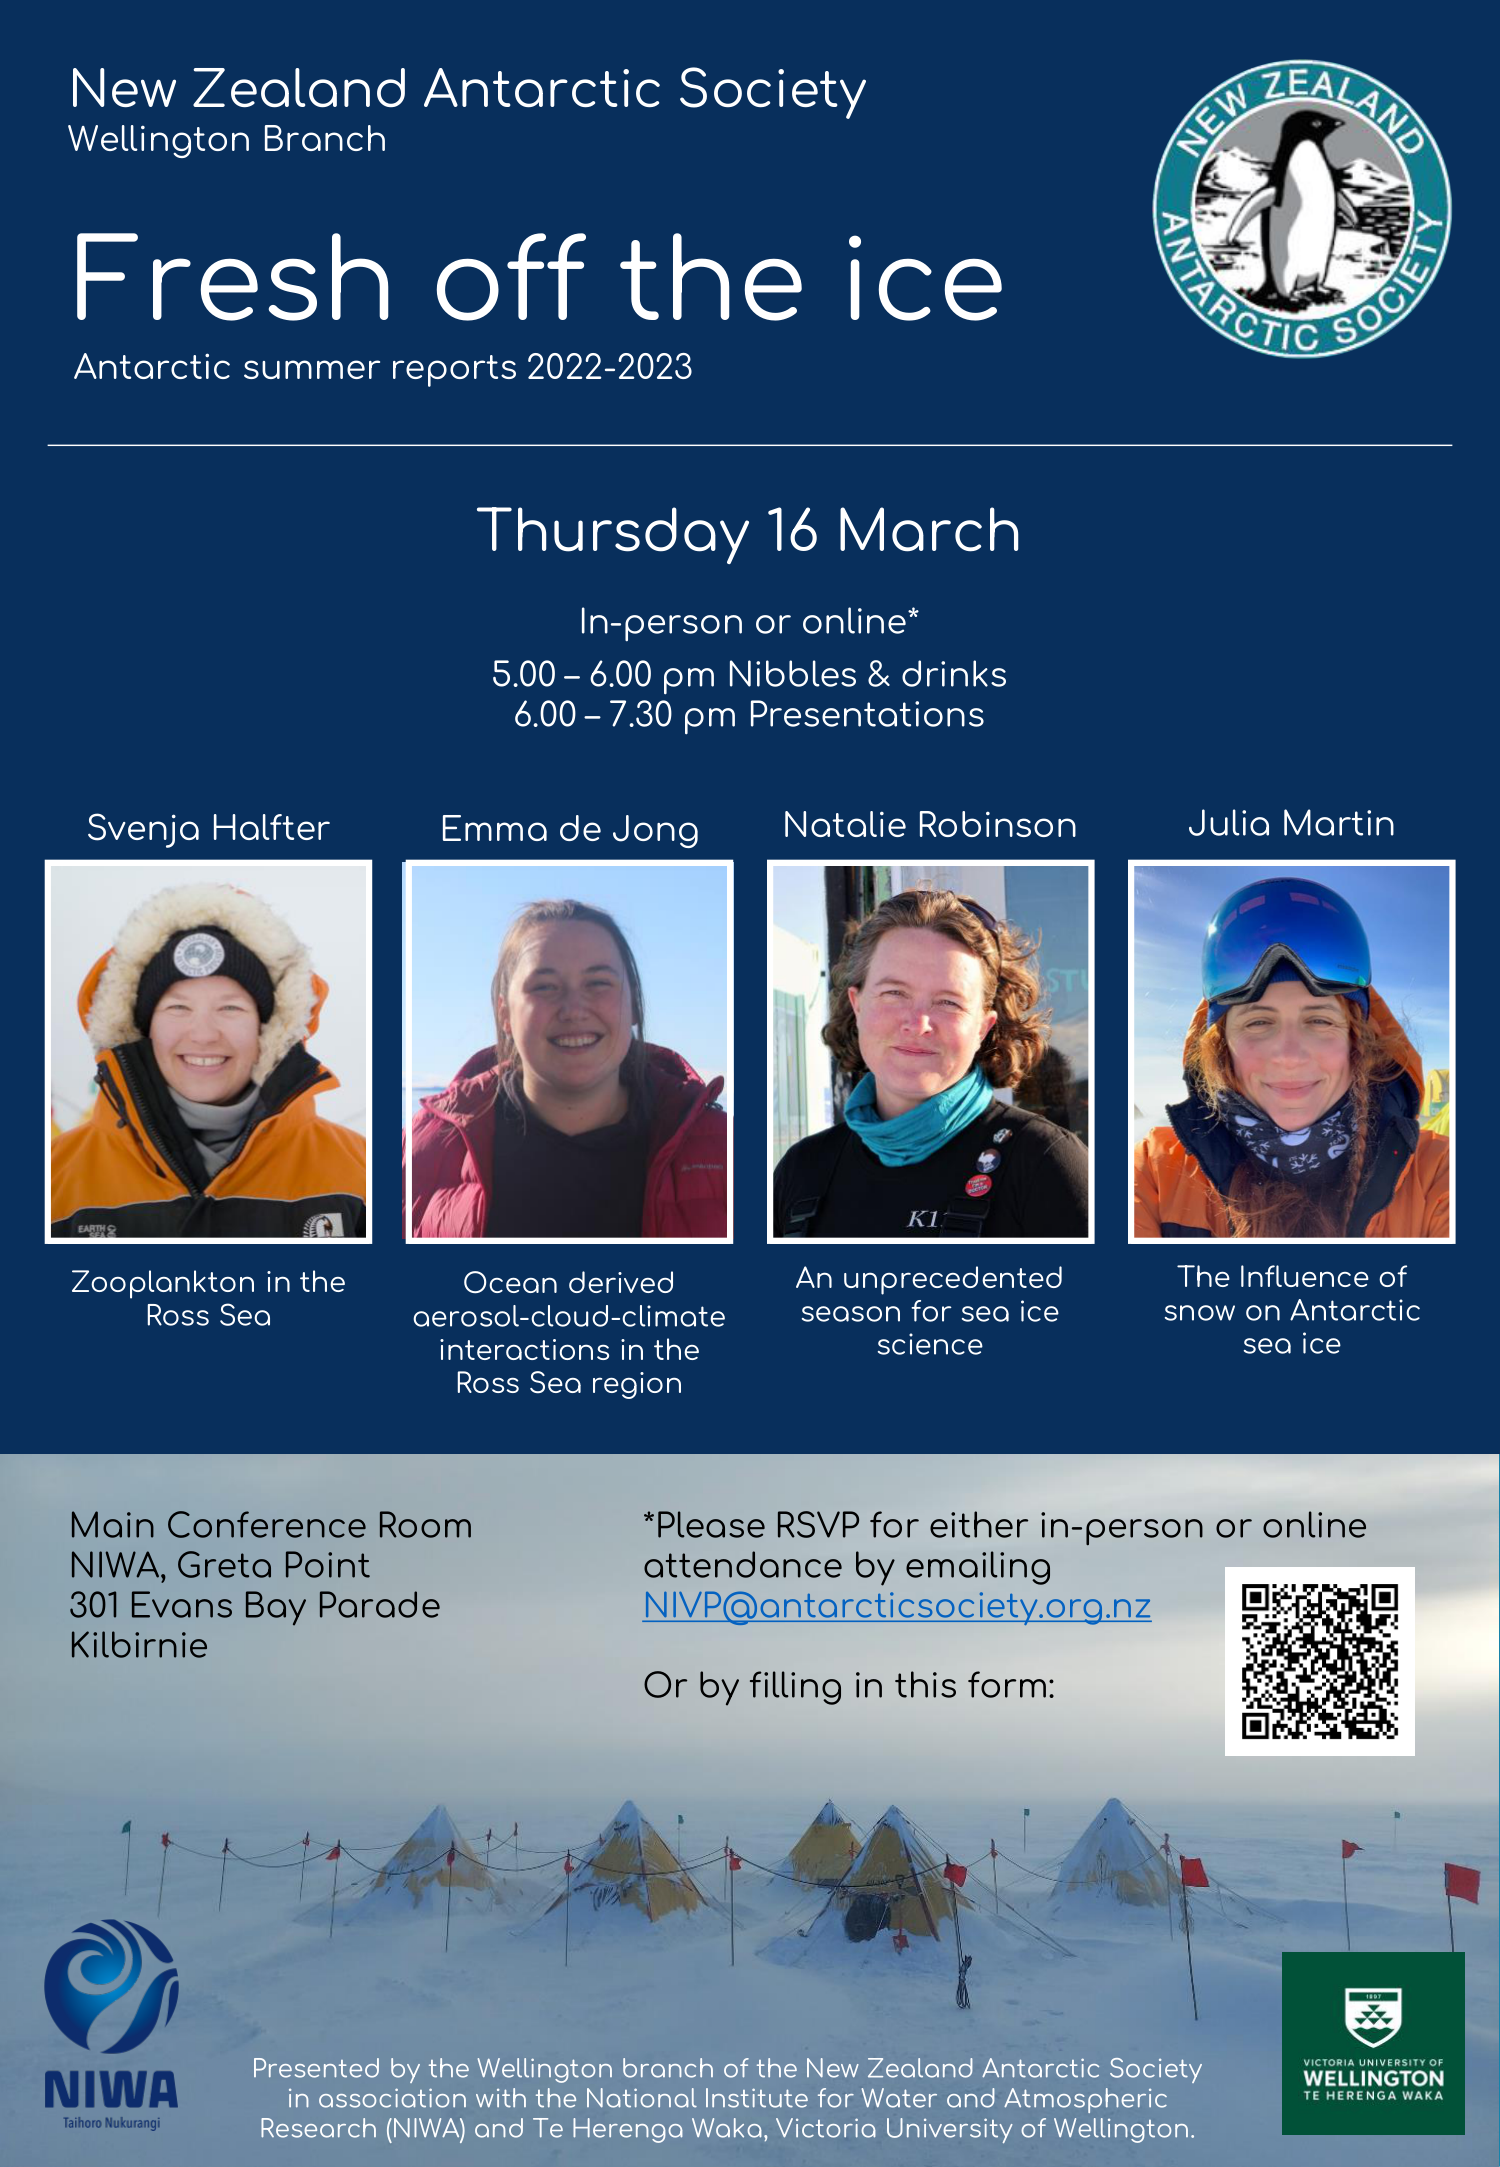 New Zealand Antarctic Society
Wellington Branch
NEW ZEALAND
ANTARCTIC SOCIETY
Fresh off the ice
Antarctic summer reports 2022-2023
Thursday 16 March
In-person or online*
5.00 – 6.00 pm Nibbles & drinks
6.00 – 7.30 pm Presentations
Svenja Halfter
Emma de Jong
Natalie Robinson
Julia Martin
STU
K1
EARTH
SEA
Zooplankton in the
Ross Sea
Ocean derived
aerosol-cloud-climate
interactions in the
Ross Sea region
An unprecedented
season for sea ice
science
The Influence of
snow on Antarctic
sea ice
Main Conference Room
NIWA, Greta Point
301 Evans Bay Parade
Kilbirnie
*Please RSVP for either in-person or online
attendance by emailing
NIVP@antarcticsociety.org.nz
Or by filling in this form:
NIWA
Taihoro Nukurangi
Presented by the Wellington branch of the New Zealand Antarctic Society
in association with the National Institute for Water and Atmospheric
Research (NIWA) and Te Herenga Waka, Victoria University of Wellington.
1897
VICTORIA UNIVERSITY OF
WELLINGTON
TE HERENGA WAKA